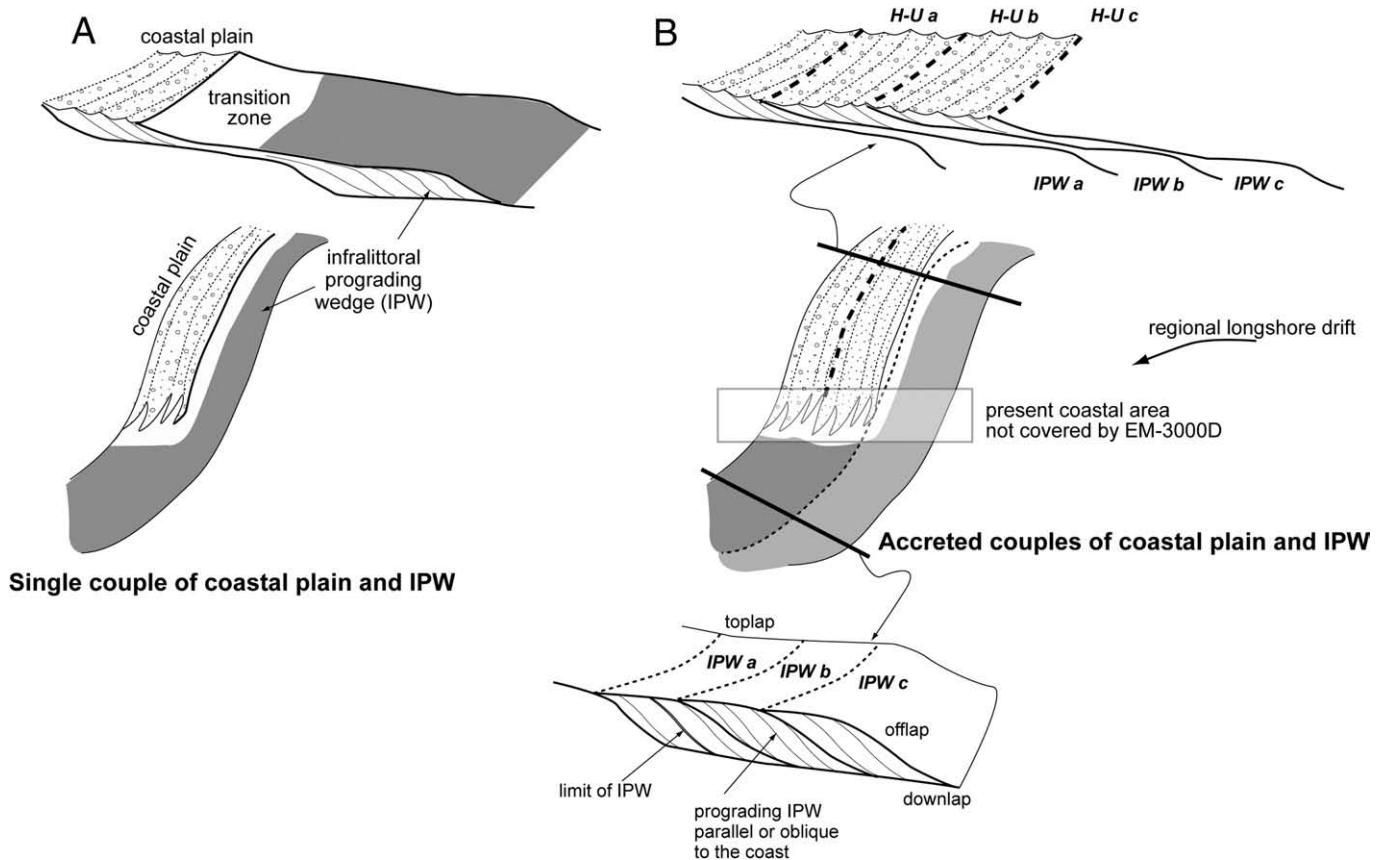 A
coastal plain
transition
zone
coastal plain
infralittoral
prograding
wedge (IPW)
Single couple of coastal plain and IPW
B
H-U a
H-U b
H-U c
IPW a
IPW b
IPW c
regional longshore drift
present coastal area
not covered by EM-3000D
Accreted couples of coastal plain and IPW
toplap
IPW a
IPW b
IPW c
offlap
limit of IPW
downlap
prograding IPW
parallel or oblique
to the coast